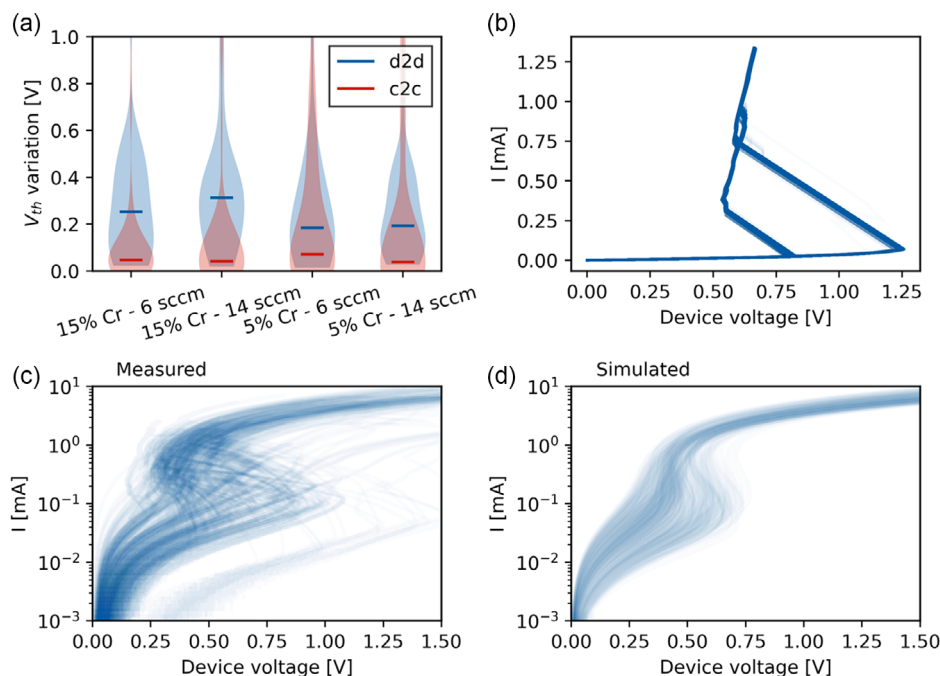 (a)
1.0
0.8
0.6
0.4
0.2
0.0
Vth variation [V]
d2d
c2c
15% Cr - 6 sccm
15% Cr - 14 sccm
5% Cr - 6 sccm
5% Cr - 14 sccm
(b)
1.25
1.00
0.75
0.50
0.25
0.00
I [mA]
0.00 0.25 0.50 0.75 1.00 1.25
Device voltage [V]
(c) Measured
10¹
10⁰
10⁻¹
10⁻²
10⁻³
I [mA]
0.00 0.25 0.50 0.75 1.00 1.25 1.50
Device voltage [V]
(d) Simulated
10¹
10⁰
10⁻¹
10⁻²
10⁻³
I [mA]
0.00 0.25 0.50 0.75 1.00 1.25 1.50
Device voltage [V]